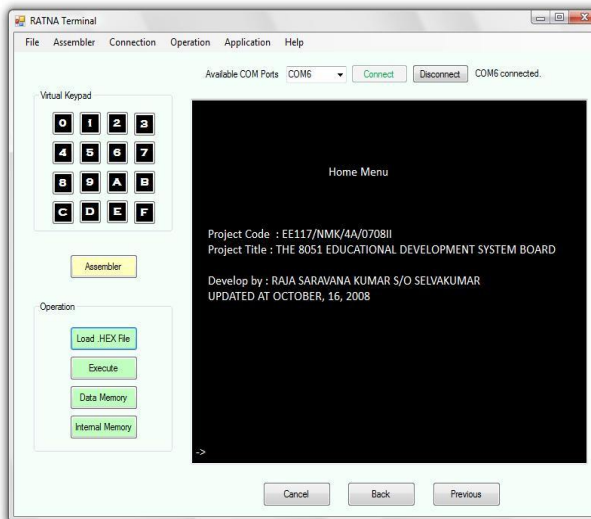 RATNA Terminal
File Assembler Connection Operation Application Help
Available COM Ports COM6 Connect Disconnect COM6 connected.
Virtual Keypad
0 1 2 3
4 5 6 7
8 9 A B
C D E F
Assembler
Operation
Load .HEX File
Execute
Data Memory
Internal Memory
Home Menu
Project Code : EE117/NMK/4A/0708II
Project Title : THE 8051 EDUCATIONAL DEVELOPMENT SYSTEM BOARD
Develop by : RAJA SARAVANA KUMAR S/O SELVAKUMAR
UPDATED AT OCTOBER, 16, 2008
->
Cancel Back Previous